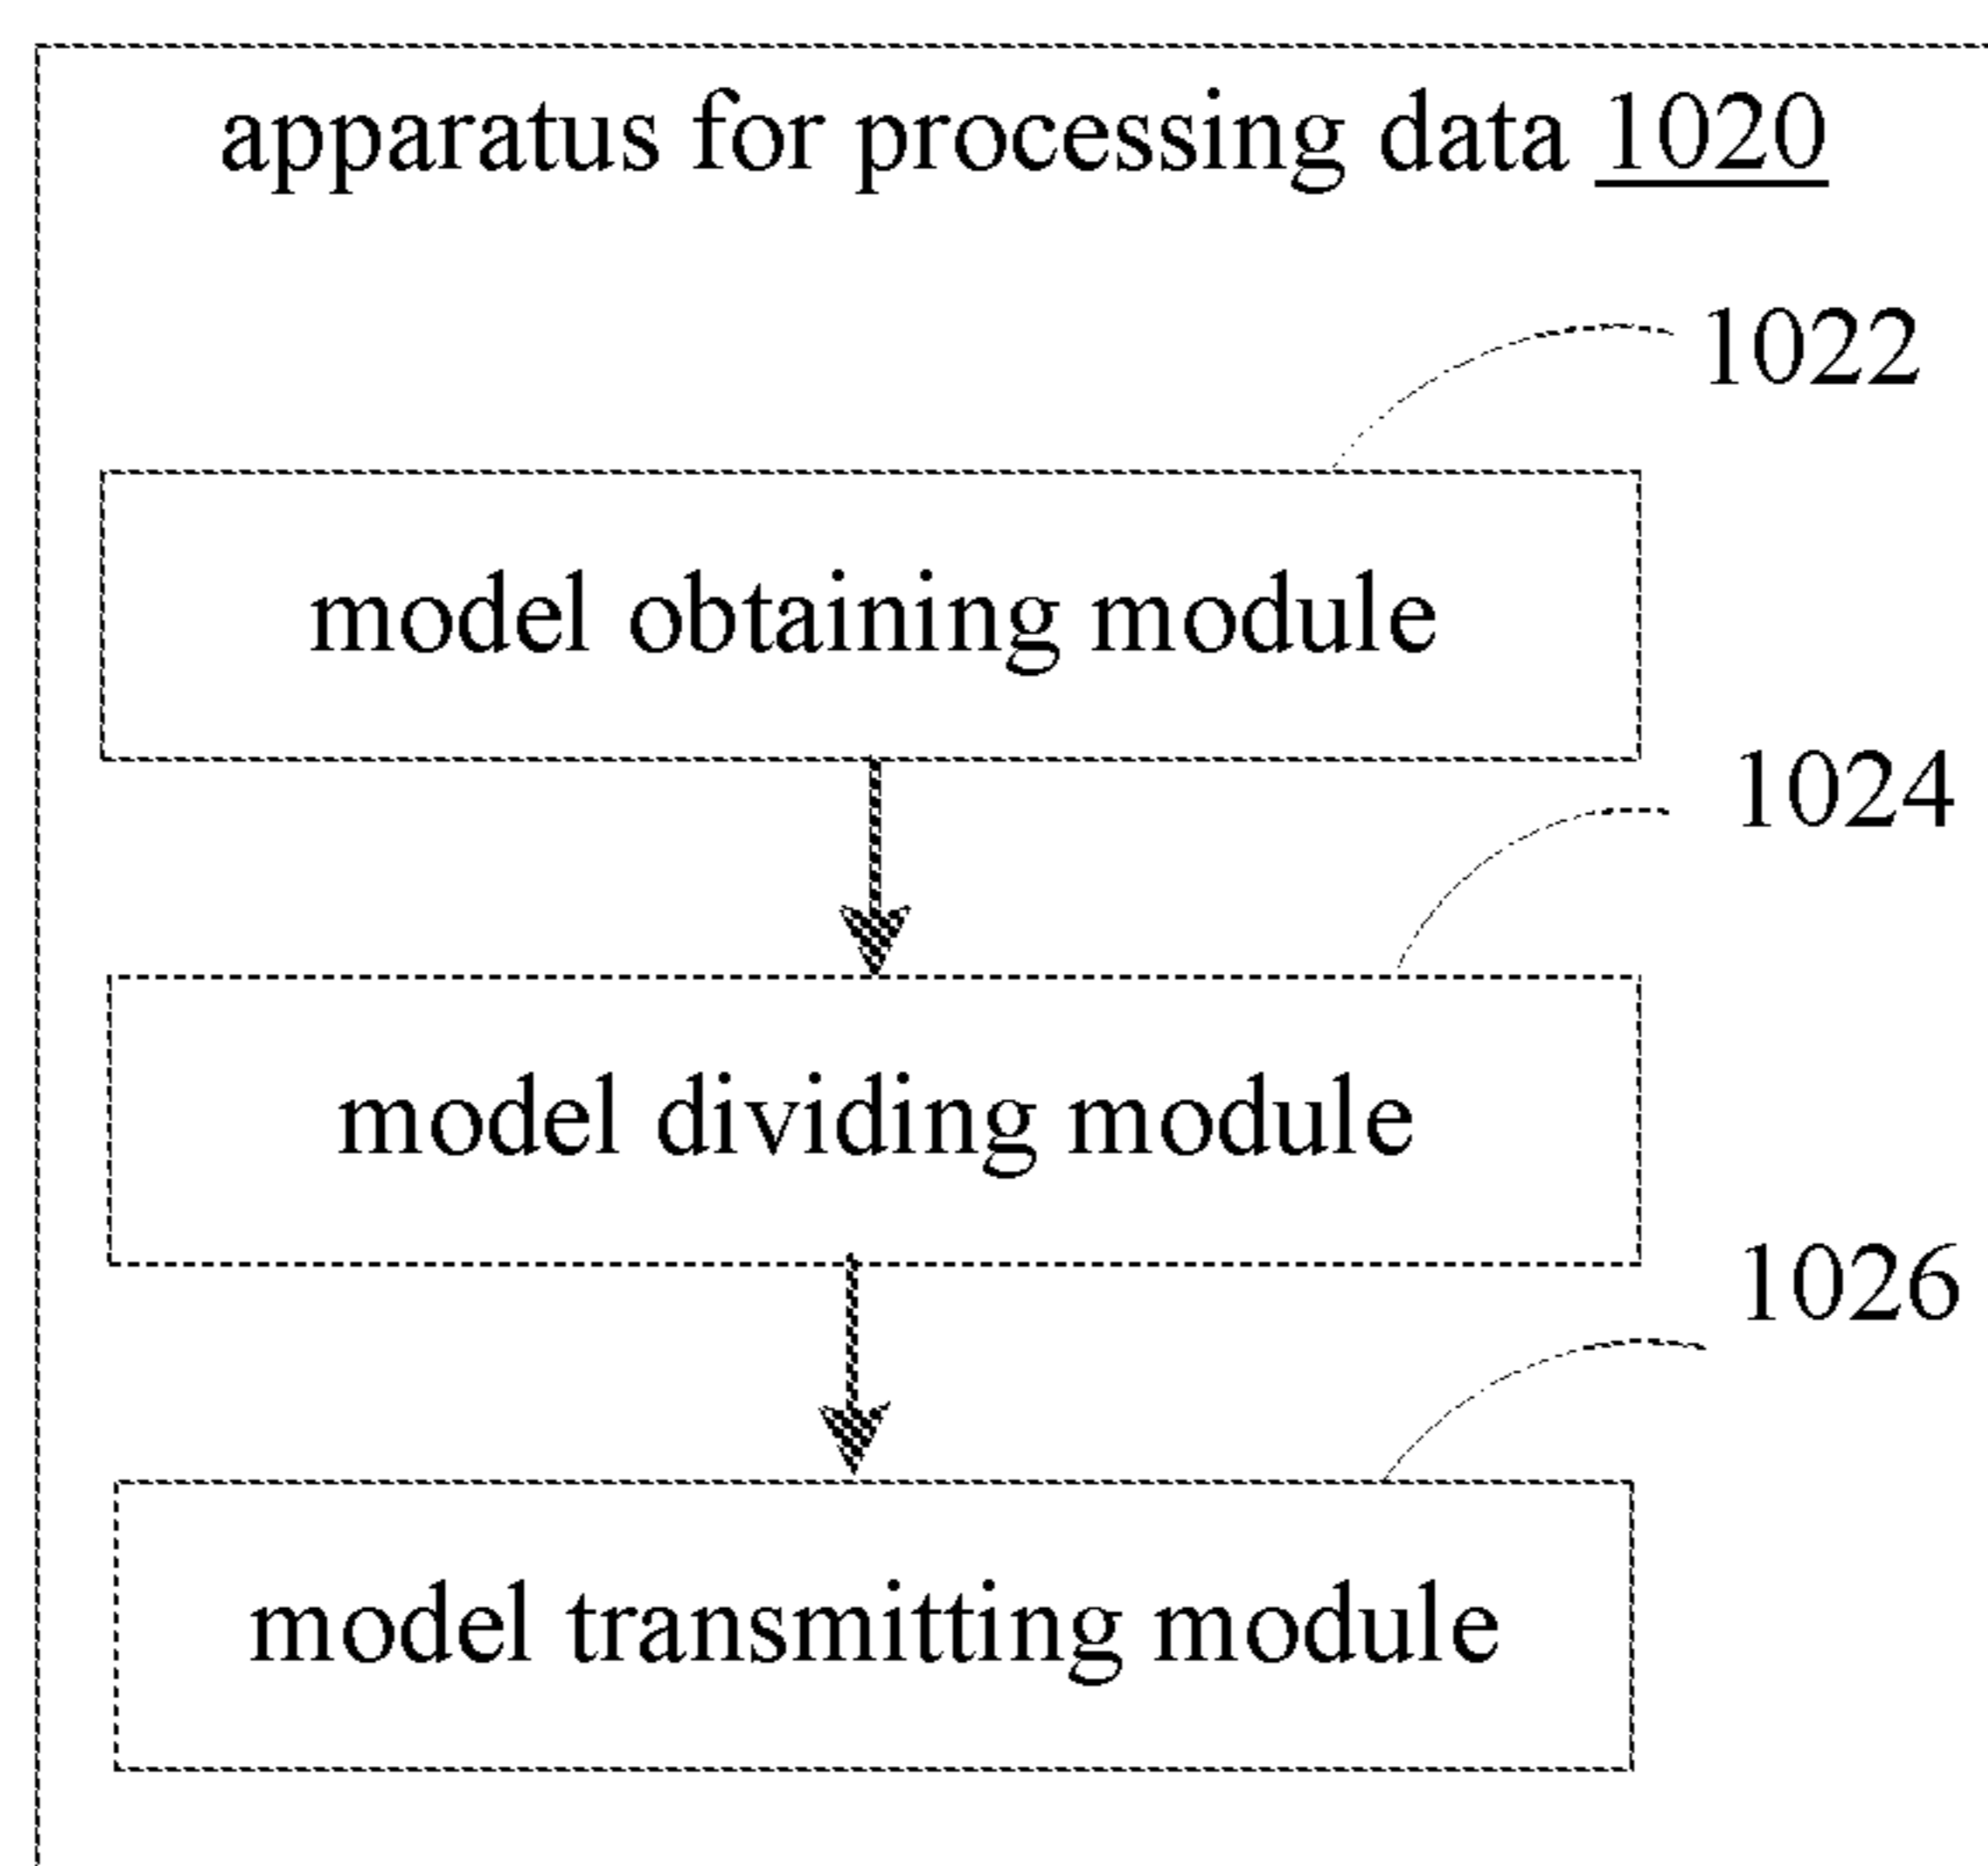 apparatus for processing data 1020
1022
model obtaining module
1024
model dividing module
1026
model transmitting module